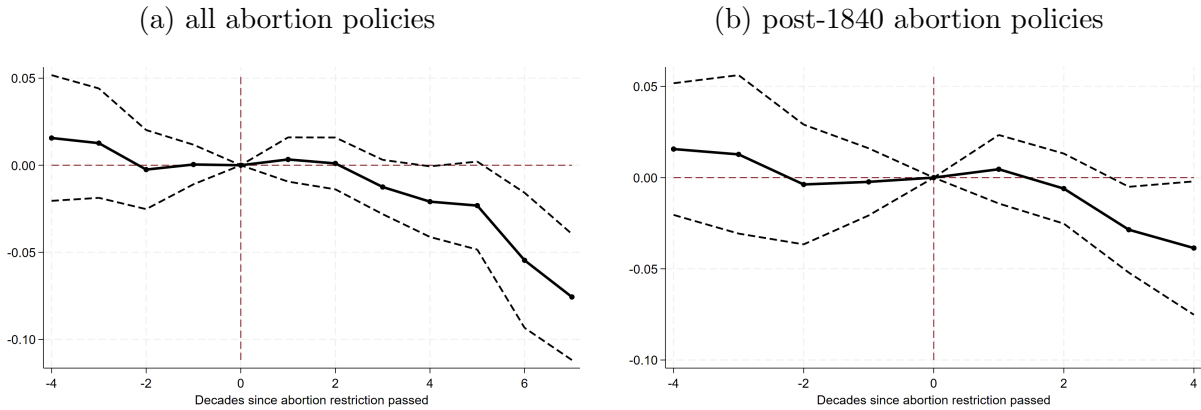 (a) all abortion policies
0.05
0.00
-0.05
-0.10
-4 -2 0 2 4 6
Decades since abortion restriction passed
(b) post-1840 abortion policies
0.05
0.00
-0.05
-0.10
-4 -2 0 2 4
Decades since abortion restriction passed